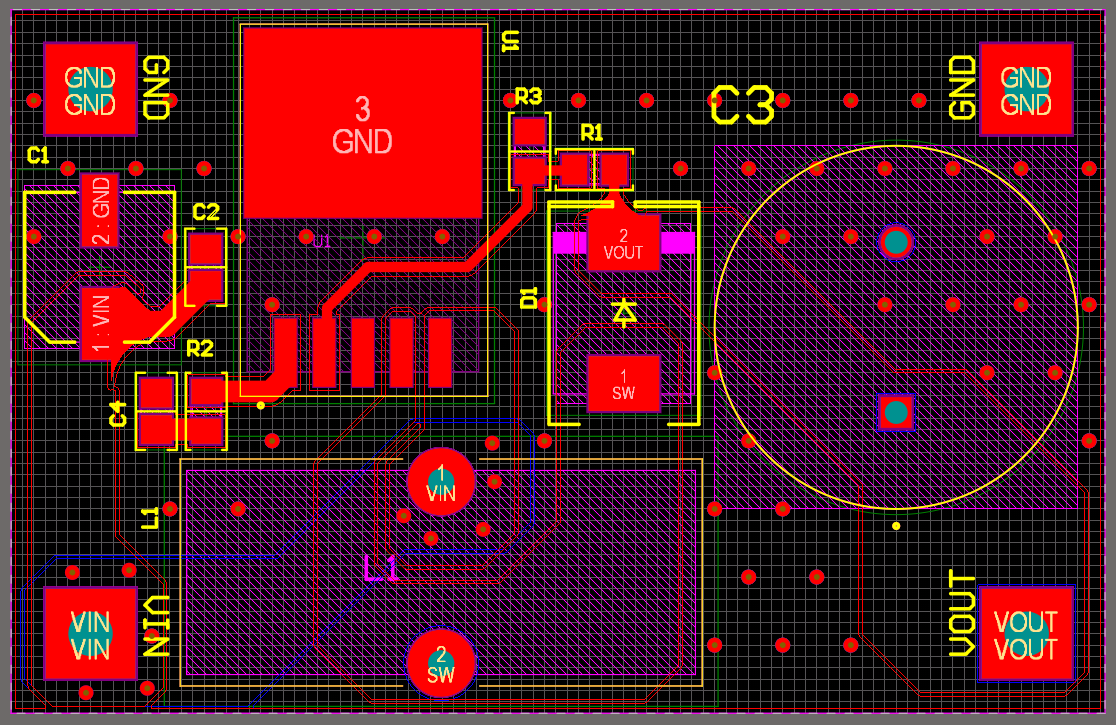 GND
GND
GND
U1
3
GND
R3
C3
GND
GND
GND
C1
R1
2 : GND
C2
U1
2
VOUT
D1
1 : VIN
R2
1
SW
C4
1
VIN
L1
L1
VIN
VIN
VIN
2
SW
VOUT
VOUT
VOUT